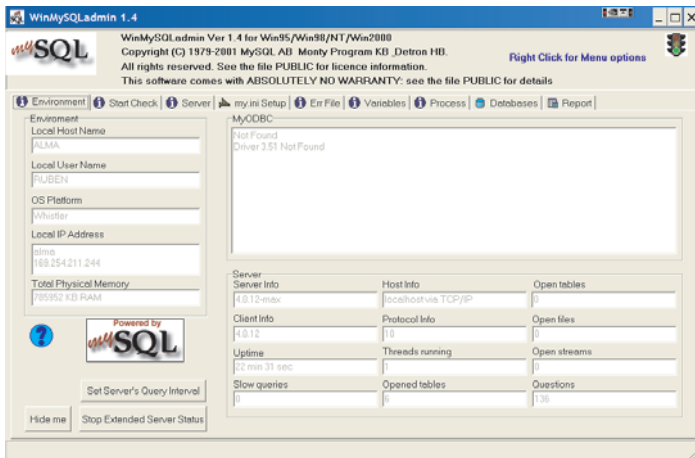 WinMySQLadmin 1.4
mySQL
WinMySQLadmin Ver 1.4 for Win95/Win98/NT/Win2000
Copyright (C) 1979-2001 MySQL AB Monty Program KB ,Detron HB.
All rights reserved. See the file PUBLIC for licence information.
This software comes with ABSOLUTELY NO WARRANTY: see the file PUBLIC for details
Right Click for Menu options
Environment Start Check Server my.ini Setup Err File Variables Process Databases Report
Enviroment
Local Host Name
ALMA
Local User Name
RUBEN
OS Platform
Whistler
Local IP Address
alma
169.254.211.244
Total Physical Memory
785952 KB RAM
MyODBC
Not Found
Driver 3.51 Not Found
Server
Server Info
4.0.12-max
Host Info
localhost via TCP/IP
Open tables
0
Client Info
4.0.12
Protocol Info
10
Open files
0
Uptime
22 min 31 sec
Threads running
1
Open streams
0
Slow queries
0
Opened tables
6
Questions
136
?
Powered by
mySQL
Set Server's Query Interval
Hide me
Stop Extended Server Status